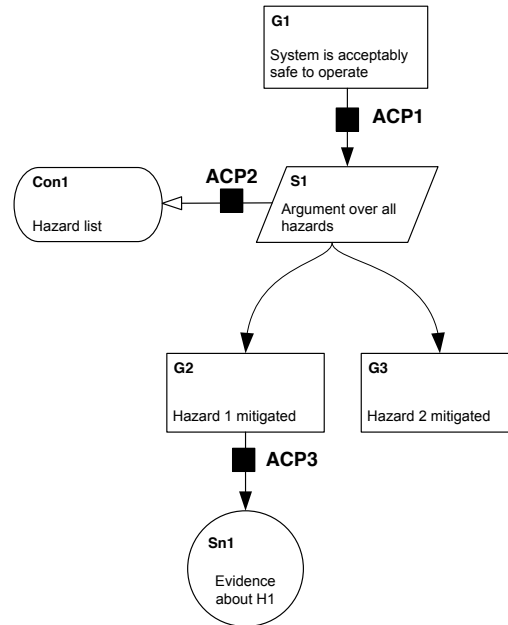 G1
System is acceptably
safe to operate
ACP1
Con1
Hazard list
ACP2
S1
Argument over all
hazards
G2
Hazard 1 mitigated
G3
Hazard 2 mitigated
ACP3
Sn1
Evidence
about H1